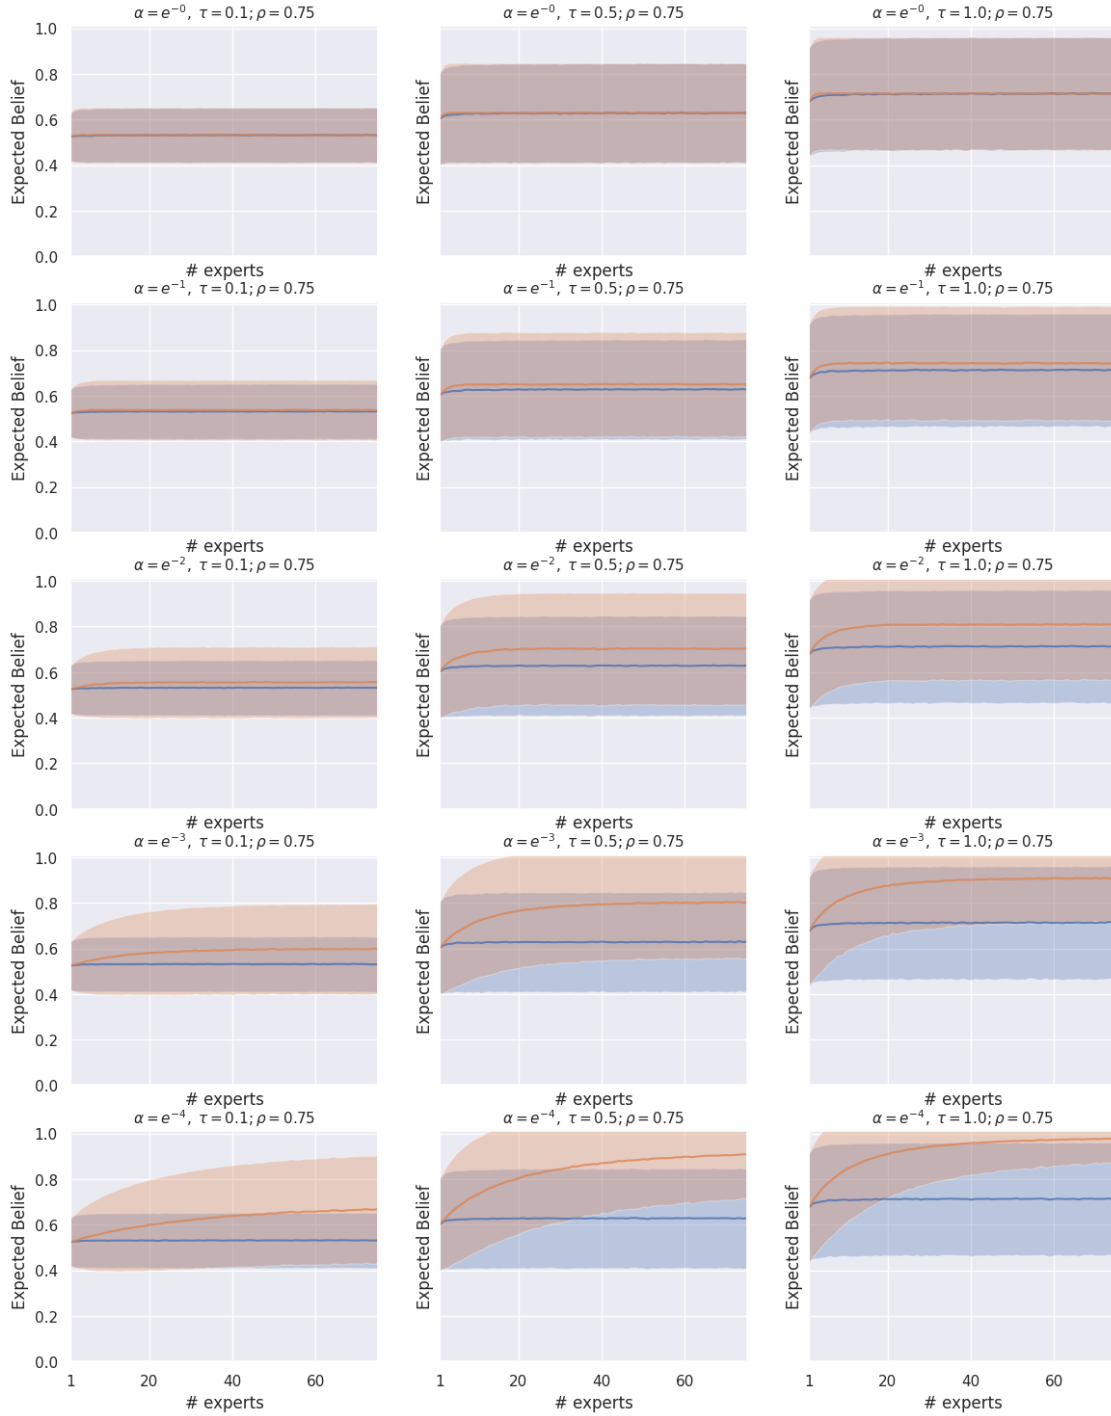 α = e⁻⁰, τ = 0.1; ρ = 0.75
α = e⁻⁰, τ = 0.5; ρ = 0.75
α = e⁻⁰, τ = 1.0; ρ = 0.75
1.0
0.8
0.6
0.4
0.2
0.0
Expected Belief
Expected Belief
Expected Belief
# experts
# experts
# experts
α = e⁻¹, τ = 0.1; ρ = 0.75
α = e⁻¹, τ = 0.5; ρ = 0.75
α = e⁻¹, τ = 1.0; ρ = 0.75
1.0
0.8
0.6
0.4
0.2
0.0
Expected Belief
Expected Belief
Expected Belief
# experts
# experts
# experts
α = e⁻², τ = 0.1; ρ = 0.75
α = e⁻², τ = 0.5; ρ = 0.75
α = e⁻², τ = 1.0; ρ = 0.75
1.0
0.8
0.6
0.4
0.2
0.0
Expected Belief
Expected Belief
Expected Belief
# experts
# experts
# experts
α = e⁻³, τ = 0.1; ρ = 0.75
α = e⁻³, τ = 0.5; ρ = 0.75
α = e⁻³, τ = 1.0; ρ = 0.75
1.0
0.8
0.6
0.4
0.2
0.0
Expected Belief
Expected Belief
Expected Belief
# experts
# experts
# experts
α = e⁻⁴, τ = 0.1; ρ = 0.75
α = e⁻⁴, τ = 0.5; ρ = 0.75
α = e⁻⁴, τ = 1.0; ρ = 0.75
1.0
0.8
0.6
0.4
0.2
0.0
Expected Belief
Expected Belief
Expected Belief
1 20 40 60
1 20 40 60
1 20 40 60
# experts
# experts
# experts